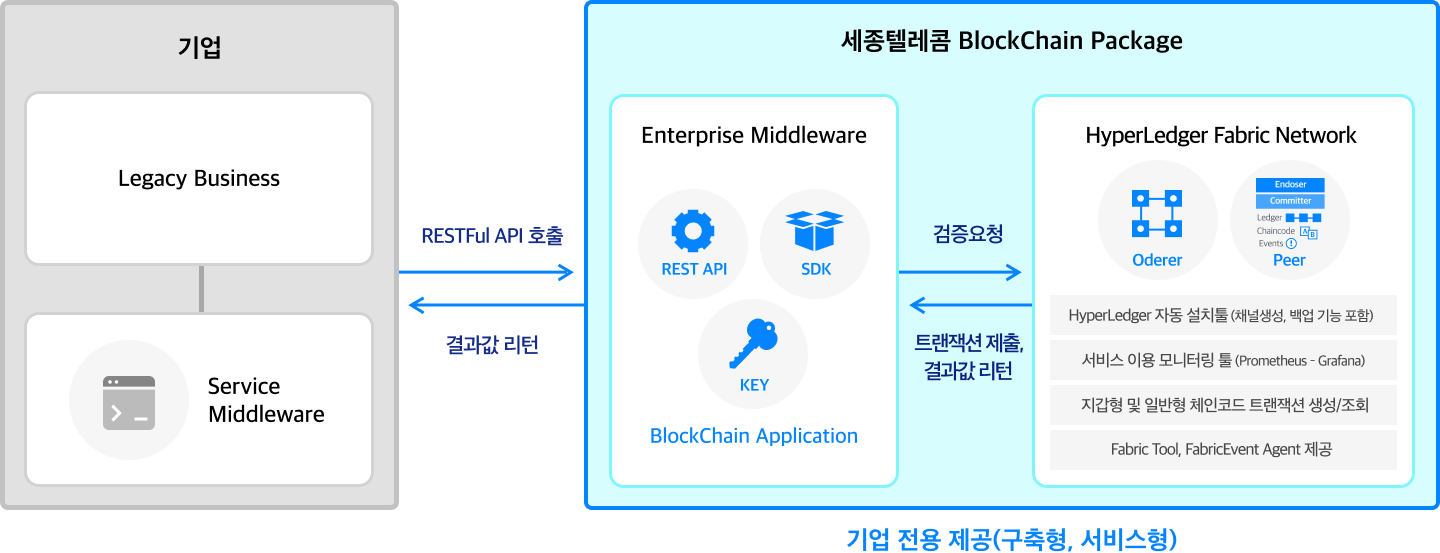 기업
Legacy Business
Service
Middleware
RESTFul API 호출
결과값 리턴
세종텔레콤 BlockChain Package
Enterprise Middleware
REST API
SDK
KEY
BlockChain Application
검증요청
트랜잭션 제출,
결과값 리턴
HyperLedger Fabric Network
Oderer
Endoser
Committer
Ledger
Chaincode
A B
Events !
Peer
HyperLedger 자동 설치툴 (채널생성, 백업 기능 포함)
서비스 이용 모니터링 툴 (Prometheus - Grafana)
지갑형 및 일반형 체인코드 트랜잭션 생성/조회
Fabric Tool, FabricEvent Agent 제공
기업 전용 제공(구축형, 서비스형)